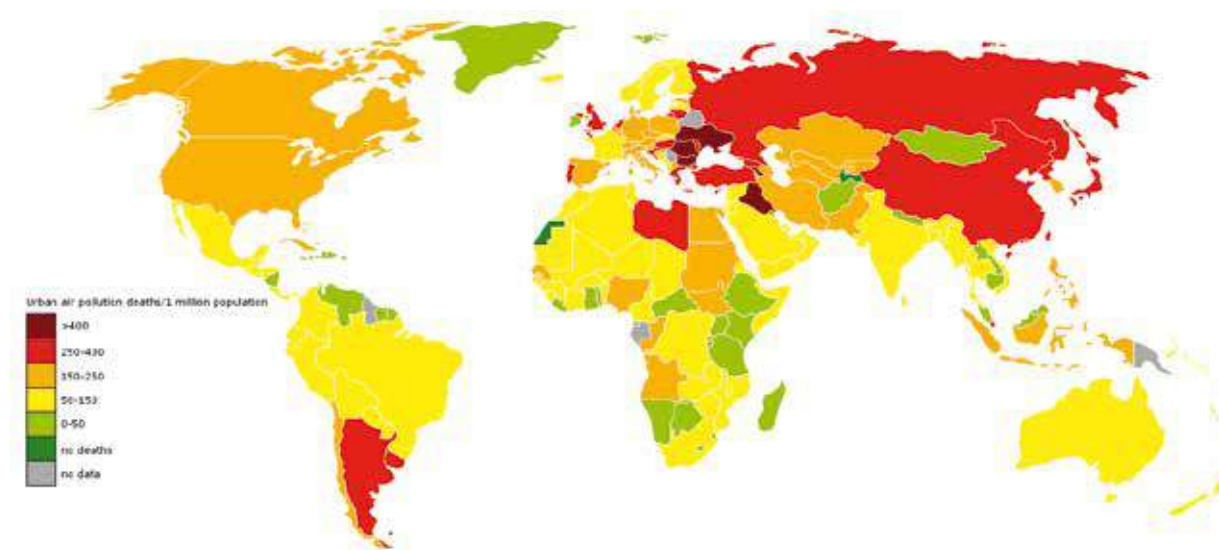 Urban air pollution deaths/1 million population
>400
250-400
150-250
50-150
0-50
no deaths
no data